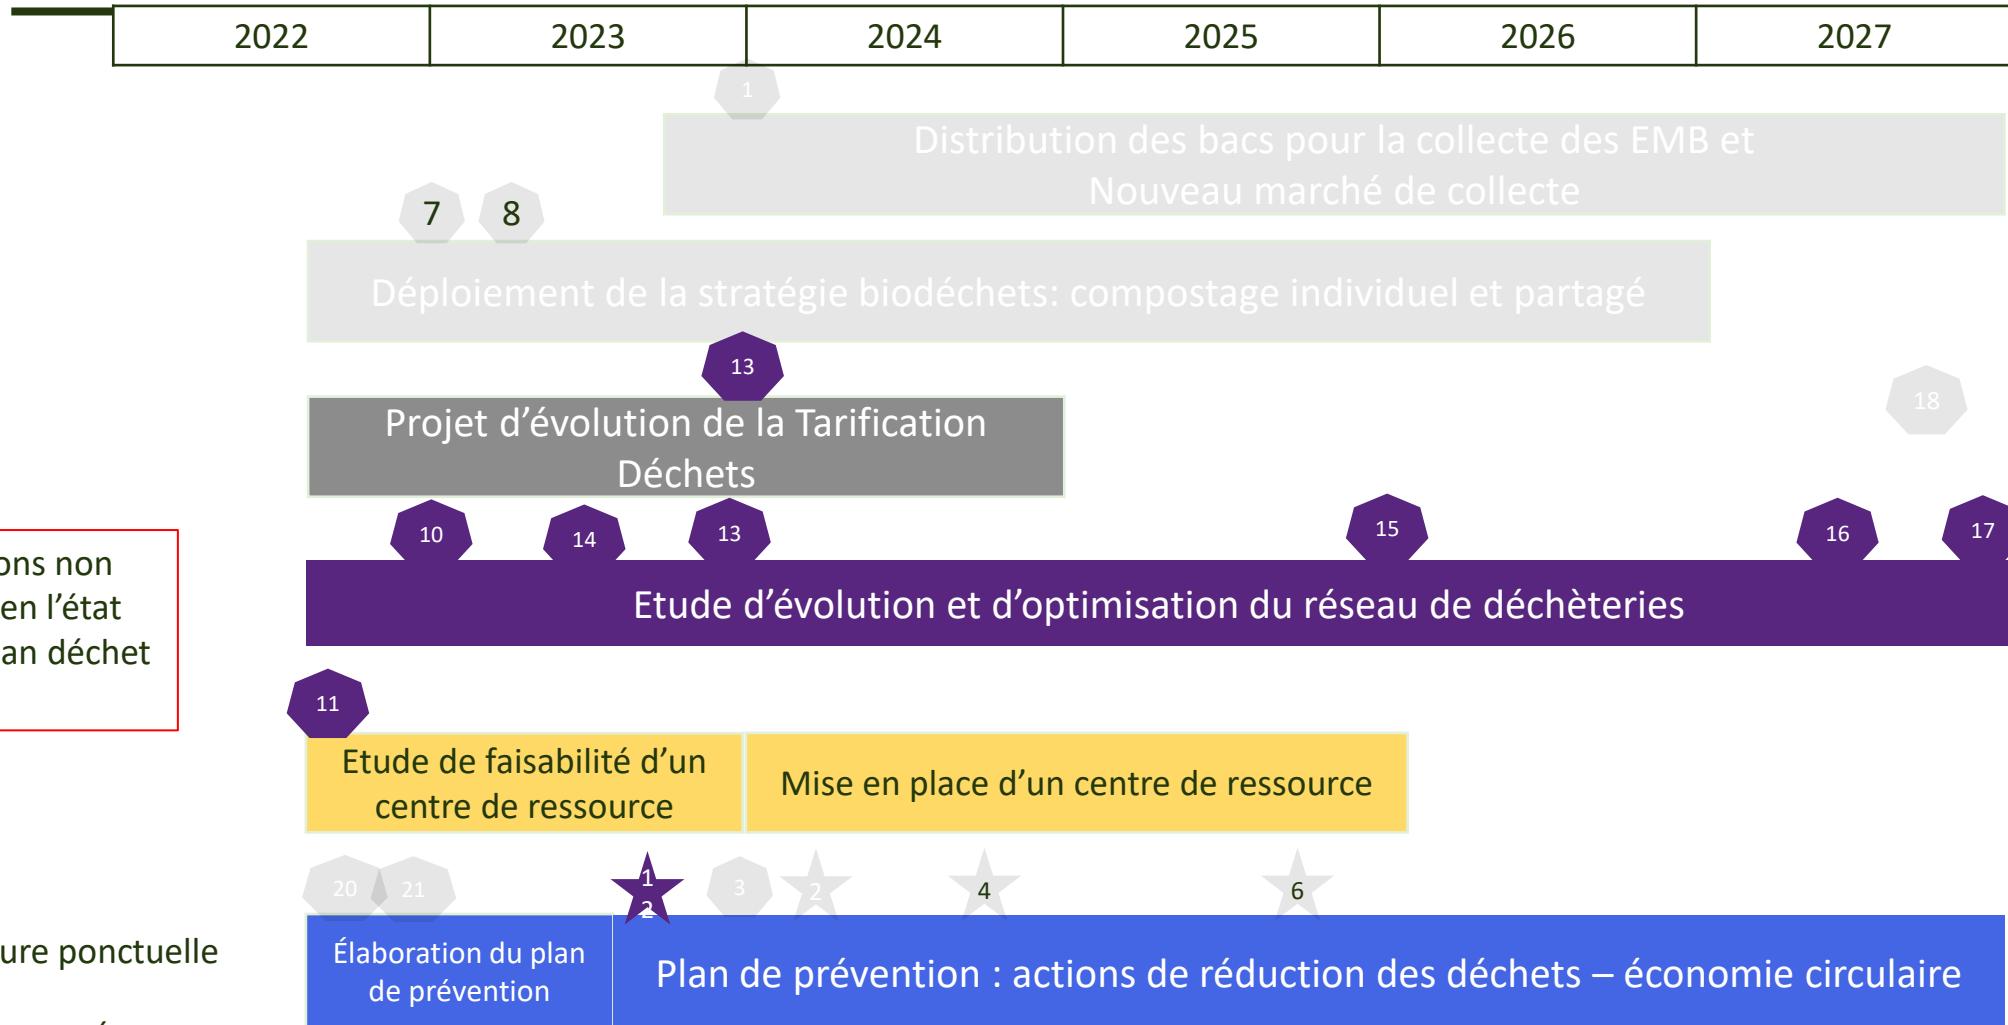 2022 2023 2024 2025 2026 2027
1
Distribution des bacs pour la collecte des EMB et
Nouveau marché de collecte
7 8
Déploiement de la stratégie biodéchets: compostage individuel et partagé
13
18
Projet d’évolution de la Tarification
Déchets
10 14 13 15 16 17
Etude d’évolution et d’optimisation du réseau de déchèteries
ons non
en l’état
an déchet
11
Etude de faisabilité d’un
centre de ressource
Mise en place d’un centre de ressource
20 21 12 3 2 4 6
ure ponctuelle
Élaboration du plan
de prévention
Plan de prévention : actions de réduction des déchets – économie circulaire